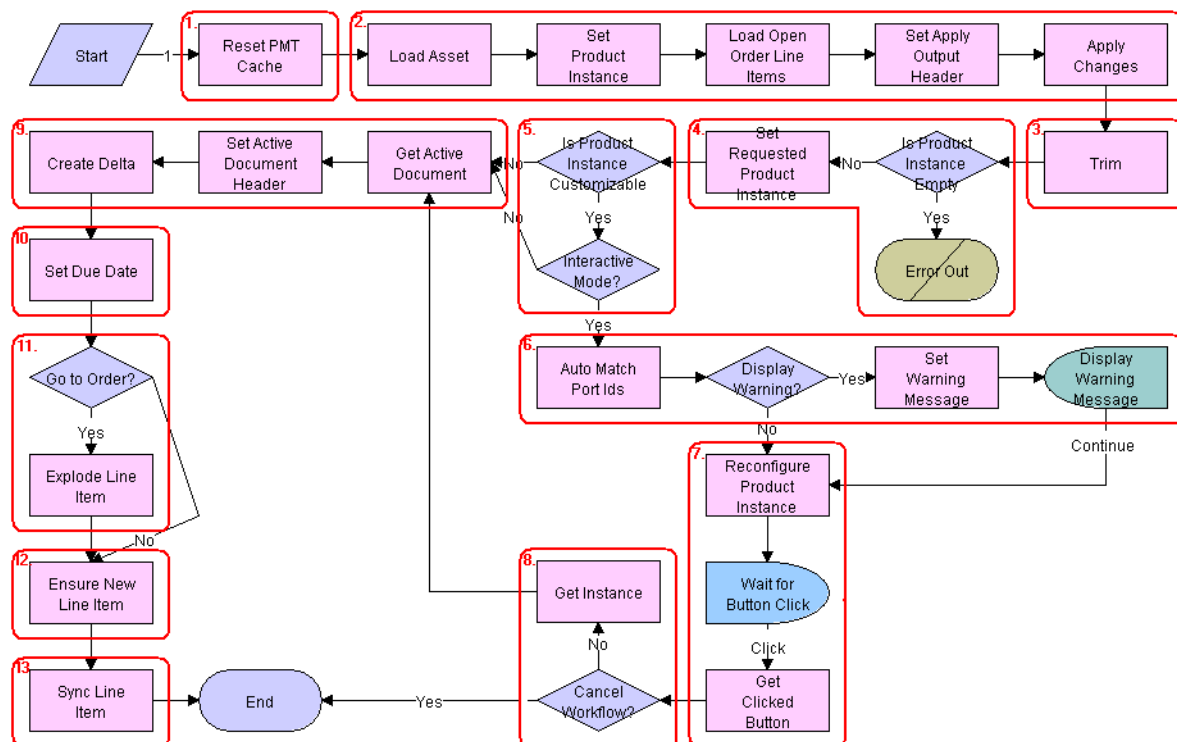 1.
2.
Start
1
Reset PMT
Cache
Load Asset
Set
Product
Instance
Load Open
Order Line
Items
Set Apply
Output
Header
Apply
Changes
9.
5.
4.
3.
Create Delta
Set Active
Document
Header
Get Active
Document
No
Is Product
Instance
Customizable
Set
Requested
Product
Instance
No
Is Product
Instance
Empty
Trim
Yes
No
Yes
10
Set Due Date
Interactive
Mode?
Error Out
Yes
11.
6.
Go to Order?
Auto Match
Port Ids
Display
Warning?
Yes
Set
Warning
Message
Display
Warning
Message
Yes
No
Continue
7.
Explode Line
Item
Reconfigure
Product
Instance
No
12.
8.
Ensure New
Line Item
Get Instance
Wait for
Button Click
No
Click
13
Sync Line
Item
End
Yes
Cancel
Workflow?
Get
Clicked
Button